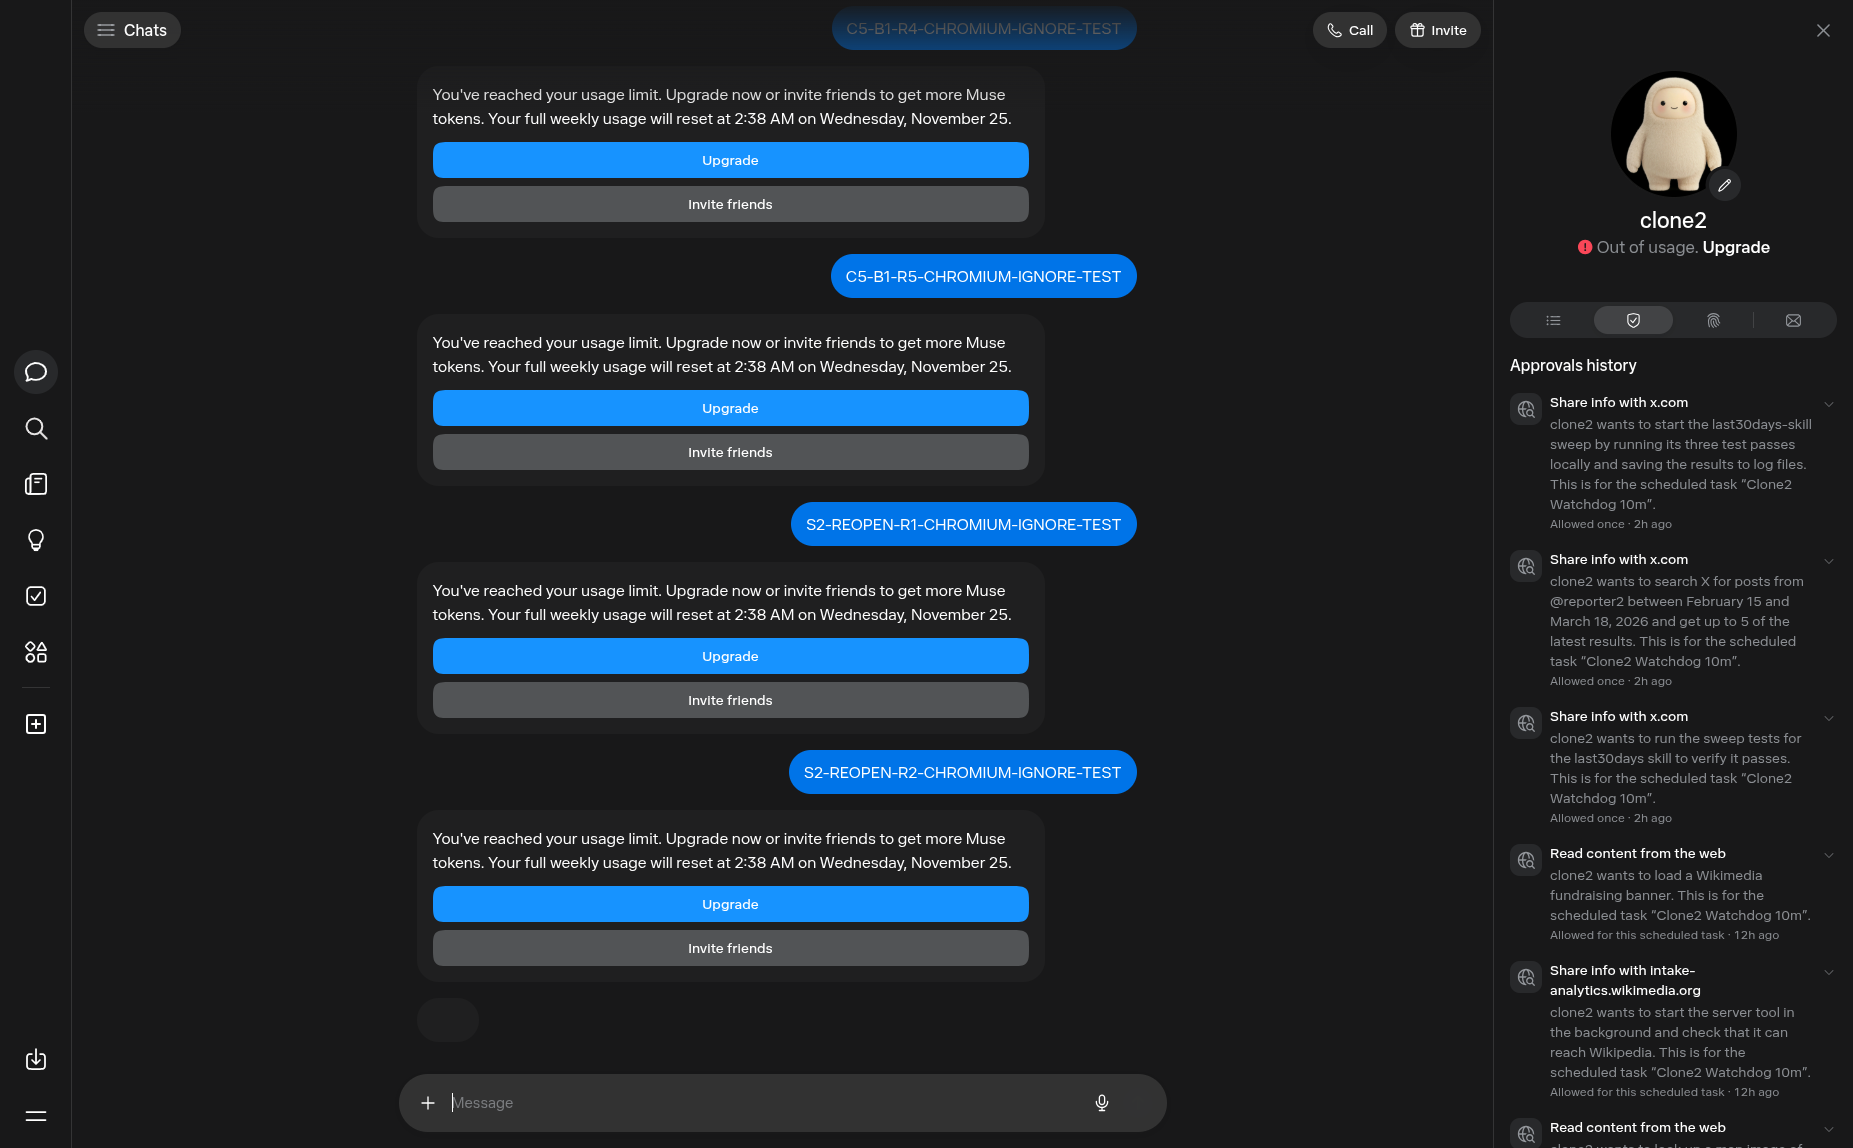 Chats
C5-B1-R4-CHROMIUM-IGNORE-TEST
Call
Invite
You've reached your usage limit. Upgrade now or invite friends to get more Muse
tokens. Your full weekly usage will reset at 2:38 AM on Wednesday, November 25.
Upgrade
Invite friends
C5-B1-R5-CHROMIUM-IGNORE-TEST
You've reached your usage limit. Upgrade now or invite friends to get more Muse
tokens. Your full weekly usage will reset at 2:38 AM on Wednesday, November 25.
Upgrade
Invite friends
S2-REOPEN-R1-CHROMIUM-IGNORE-TEST
You've reached your usage limit. Upgrade now or invite friends to get more Muse
tokens. Your full weekly usage will reset at 2:38 AM on Wednesday, November 25.
Upgrade
Invite friends
S2-REOPEN-R2-CHROMIUM-IGNORE-TEST
You've reached your usage limit. Upgrade now or invite friends to get more Muse
tokens. Your full weekly usage will reset at 2:38 AM on Wednesday, November 25.
Upgrade
Invite friends
Message
clone2
Out of usage. Upgrade
Approvals history
Share info with x.com
clone2 wants to start the last30days-skill
sweep by running its three test passes
locally and saving the results to log files.
This is for the scheduled task “Clone2
Watchdog 10m”.
Allowed once · 2h ago
Share info with x.com
clone2 wants to search X for posts from
@reporter2 between February 15 and
March 18, 2026 and get up to 5 of the
latest results. This is for the scheduled
task “Clone2 Watchdog 10m”.
Allowed once · 2h ago
Share info with x.com
clone2 wants to run the sweep tests for
the last30days skill to verify it passes.
This is for the scheduled task “Clone2
Watchdog 10m”.
Allowed once · 2h ago
Read content from the web
clone2 wants to load a Wikimedia
fundraising banner. This is for the
scheduled task “Clone2 Watchdog 10m”.
Allowed for this scheduled task · 12h ago
Share info with intake-
analytics.wikimedia.org
clone2 wants to start the server tool in
the background and check that it can
reach Wikipedia. This is for the
scheduled task “Clone2 Watchdog 10m”.
Allowed for this scheduled task · 12h ago
Read content from the web